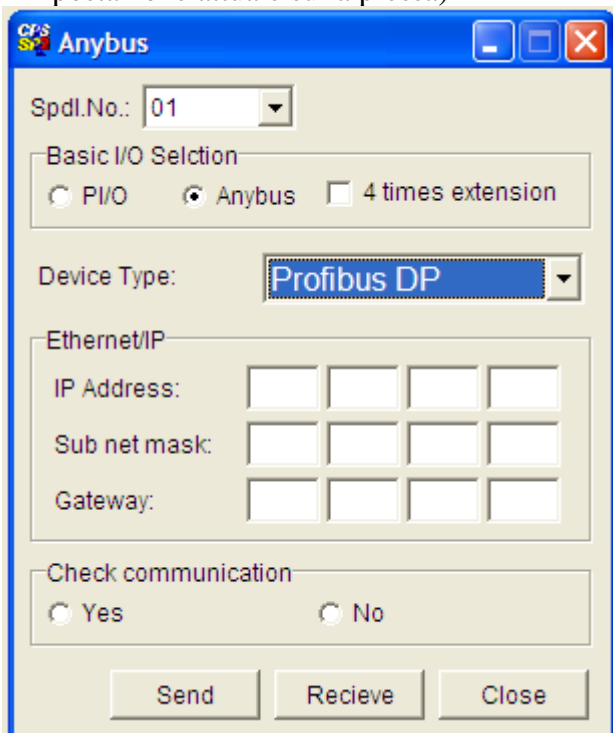 Anybus
Spdl.No.: 01
Basic I/O Selction
PI/O Anybus 4 times extension
Device Type: Profibus DP
Ethernet/IP
IP Address:
Sub net mask:
Gateway:
Check communication
Yes No
Send Recieve Close